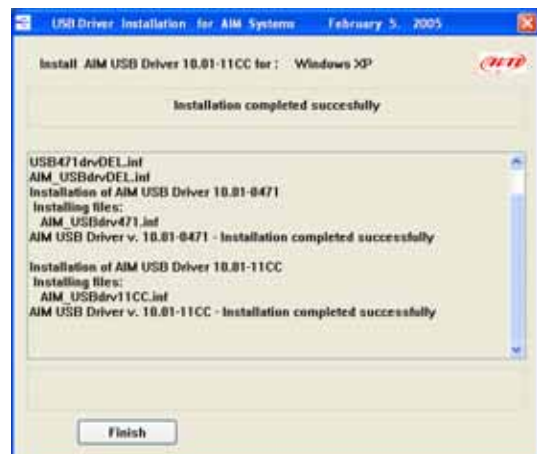 USB Driver Installation for AIM Systems February 5, 2005
Install AIM USB Driver 10.01-11CC for : Windows XP
AIM
Installation completed succesfully
USB471drvDEL.inf
AIM_USBdrvDEL.inf
Installation of AIM USB Driver 10.01-0471
Installing files:
AIM_USBdrv471.inf
AIM USB Driver v. 10.01-0471 - Installation completed successfully
Installation of AIM USB Driver 10.01-11CC
Installing files:
AIM_USBdrv11CC.inf
AIM USB Driver v. 10.01-11CC - Installation completed successfully
Finish